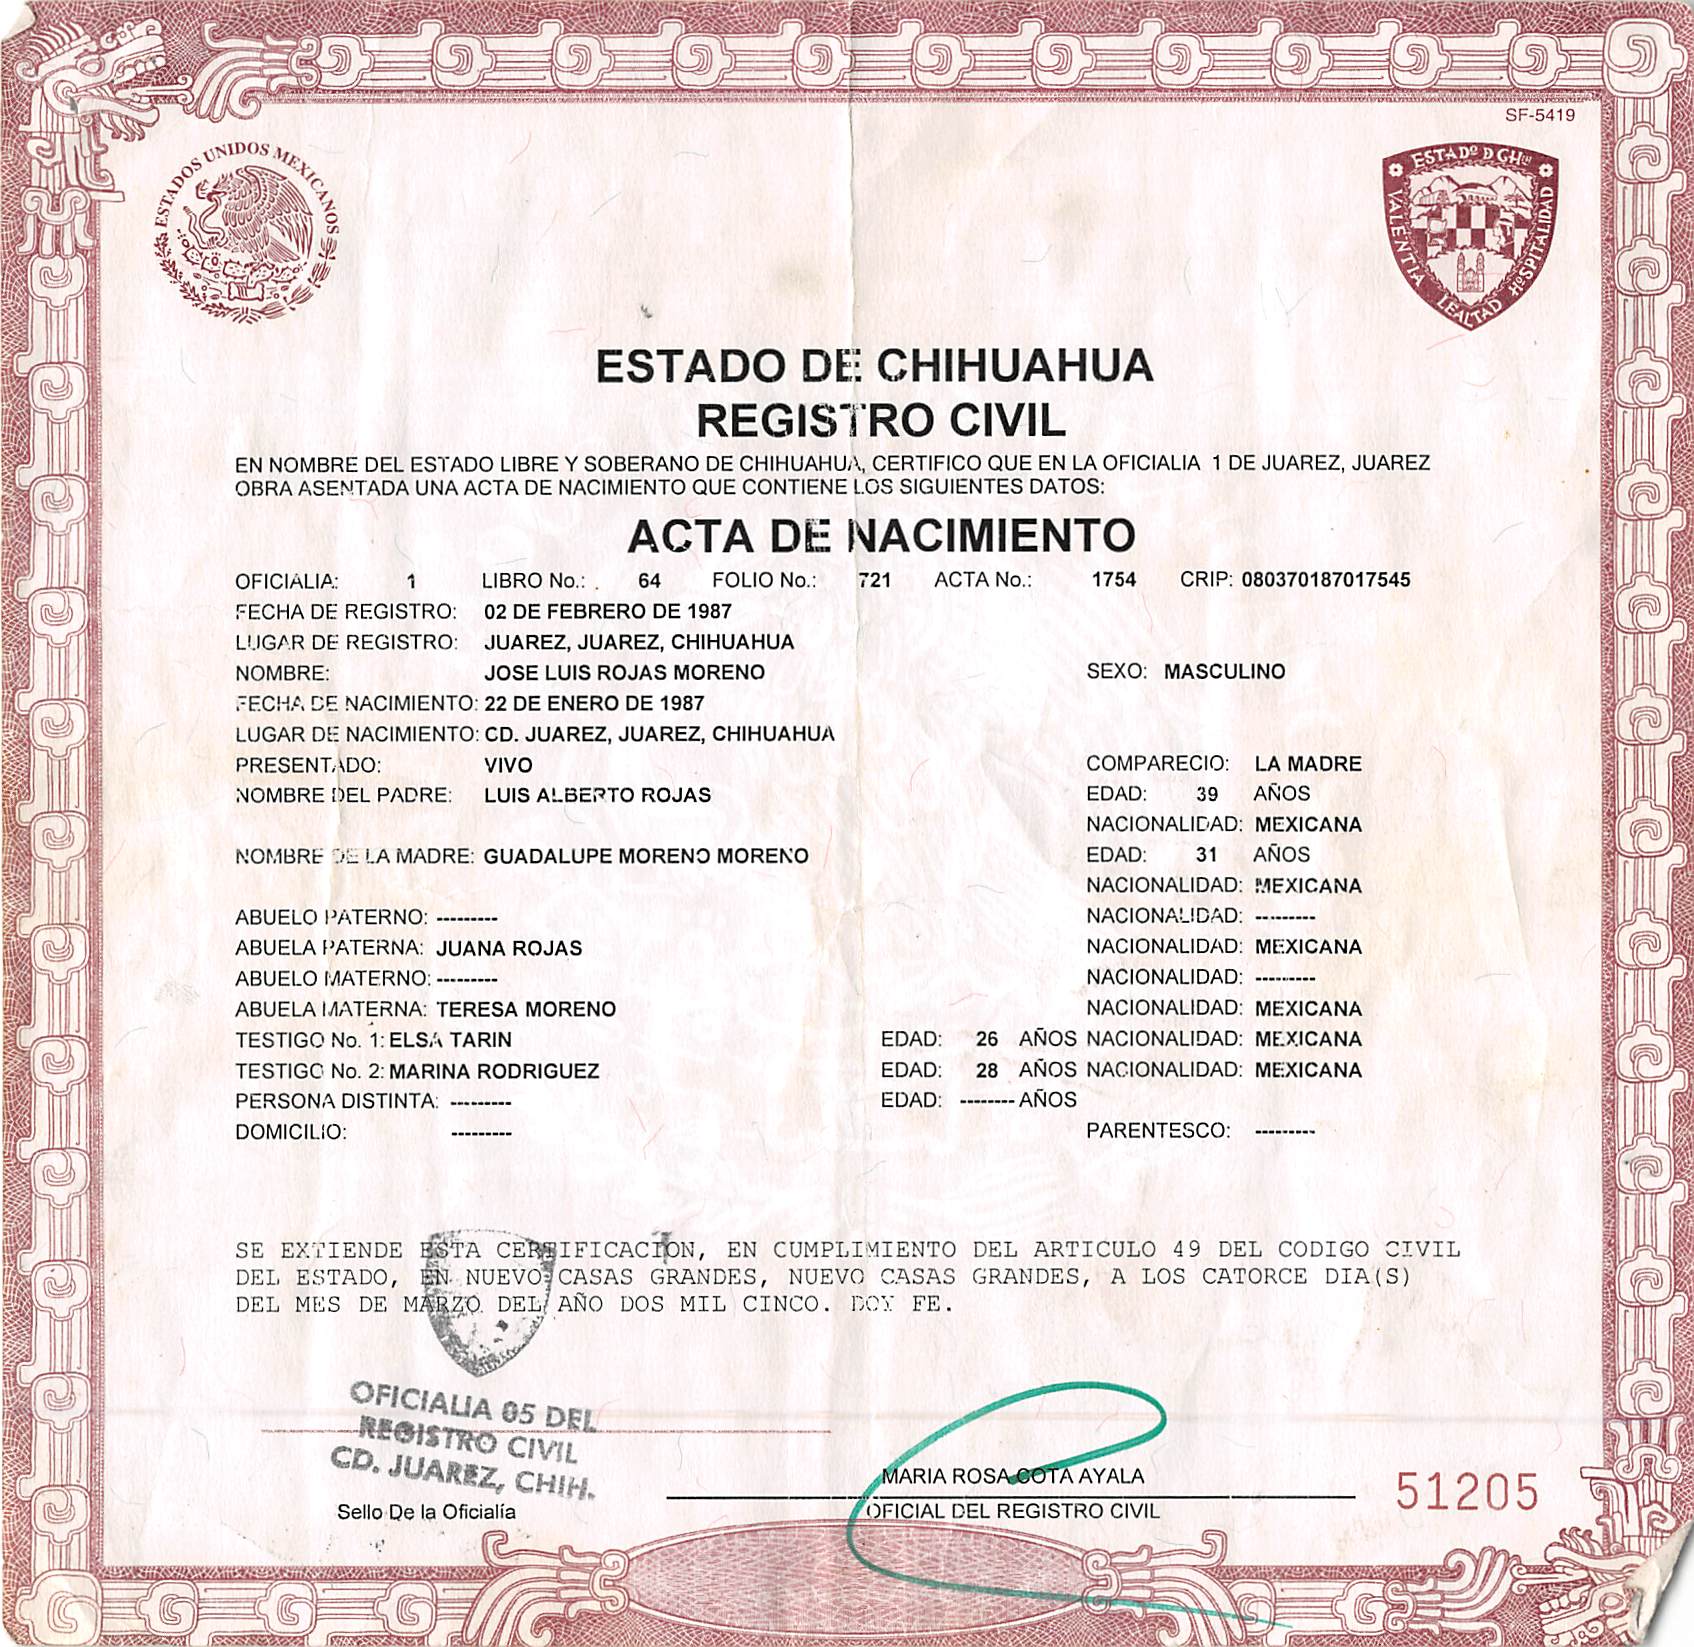 SF-5419
ESTADOS UNIDOS MEXICANOS
ESTADO D CHIH
VALENTIA LEALTAD HOSPITALIDAD
ESTADO DE CHIHUAHUA
REGISTRO CIVIL
EN NOMBRE DEL ESTADO LIBRE Y SOBERANO DE CHIHUAHUA, CERTIFICO QUE EN LA OFICIALIA 1 DE JUAREZ, JUAREZ
OBRA ASENTADA UNA ACTA DE NACIMIENTO QUE CONTIENE LOS SIGUIENTES DATOS:
ACTA DE NACIMIENTO
OFICIALIA: 1 LIBRO No.: 64 FOLIO No.: 721 ACTA No.: 1754 CRIP: 080370187017545
FECHA DE REGISTRO: 02 DE FEBRERO DE 1987
LUGAR DE REGISTRO: JUAREZ, JUAREZ, CHIHUAHUA
NOMBRE: JOSE LUIS ROJAS MORENO SEXO: MASCULINO
FECHA DE NACIMIENTO: 22 DE ENERO DE 1987
LUGAR DE NACIMIENTO: CD. JUAREZ, JUAREZ, CHIHUAHUA
PRESENTADO: VIVO COMPARECIO: LA MADRE
NOMBRE DEL PADRE: LUIS ALBERTO ROJAS EDAD: 39 AÑOS
NACIONALIDAD: MEXICANA
NOMBRE DE LA MADRE: GUADALUPE MORENO MORENO EDAD: 31 AÑOS
NACIONALIDAD: MEXICANA
ABUELO PATERNO: --------- NACIONALIDAD: ---------
ABUELA PATERNA: JUANA ROJAS NACIONALIDAD: MEXICANA
ABUELO MATERNO: --------- NACIONALIDAD: ---------
ABUELA MATERNA: TERESA MORENO NACIONALIDAD: MEXICANA
TESTIGO No. 1: ELSA TARIN EDAD: 26 AÑOS NACIONALIDAD: MEXICANA
TESTIGO No. 2: MARINA RODRIGUEZ EDAD: 28 AÑOS NACIONALIDAD: MEXICANA
PERSONA DISTINTA: --------- EDAD: -------- AÑOS
DOMICILIO: --------- PARENTESCO: ---------
SE EXTIENDE ESTA CERTIFICACION, EN CUMPLIMIENTO DEL ARTICULO 49 DEL CODIGO CIVIL
DEL ESTADO, EN NUEVO CASAS GRANDES, NUEVO CASAS GRANDES, A LOS CATORCE DIA(S)
DEL MES DE MARZO DEL AÑO DOS MIL CINCO. DOY FE.
OFICIALIA 05 DEL
REGISTRO CIVIL
CD. JUAREZ, CHIH.
Sello De la Oficialía
MARIA ROSA COTA AYALA
OFICIAL DEL REGISTRO CIVIL
51205